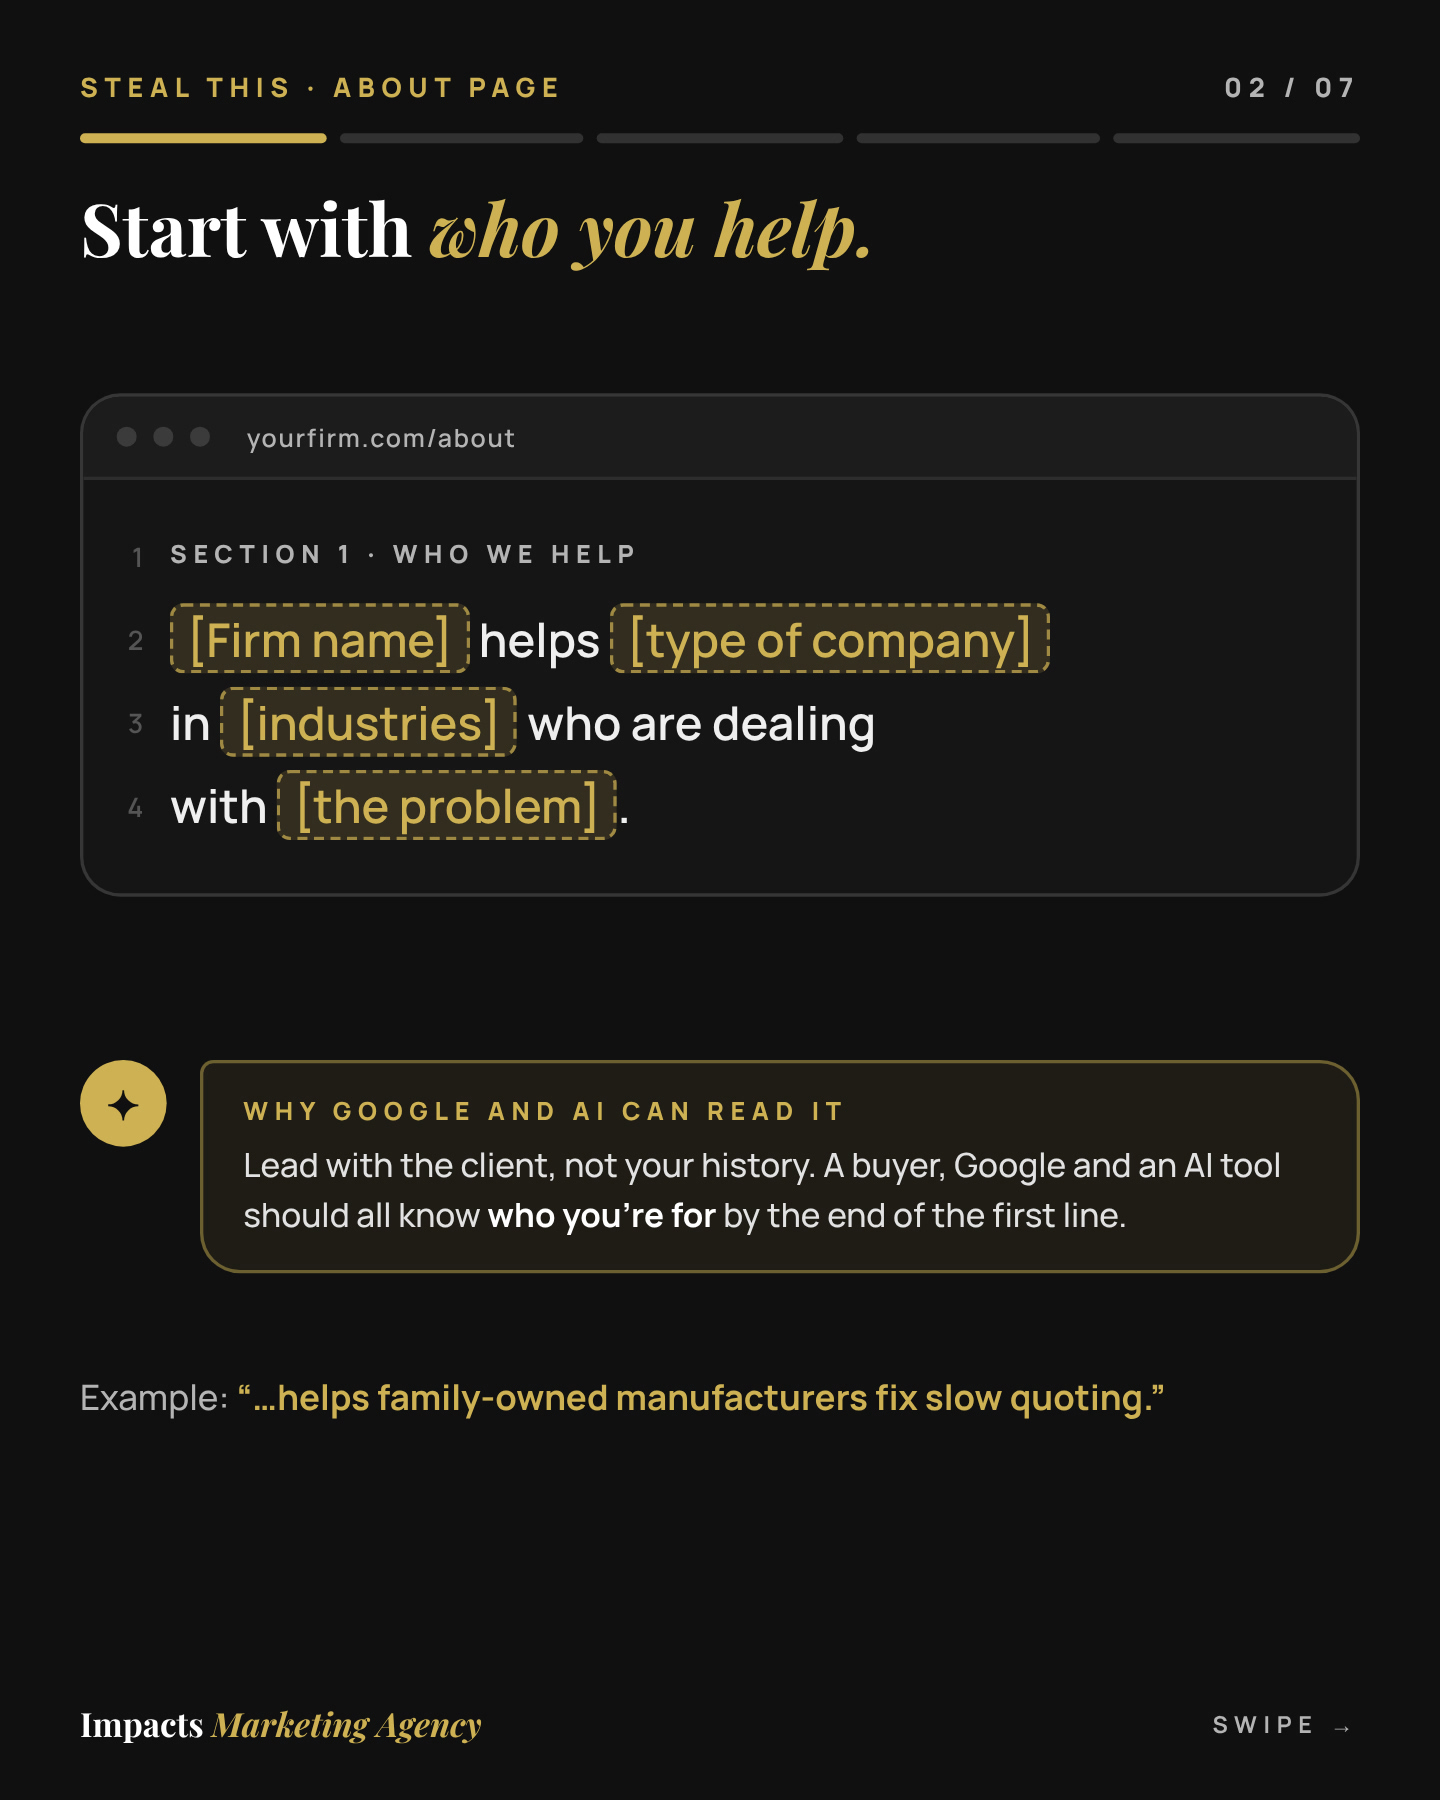 STEAL THIS · ABOUT PAGE
02 / 07
Start with who you help.
yourfirm.com/about
1 SECTION 1 · WHO WE HELP
2 [Firm name] helps [type of company]
3 in [industries] who are dealing
4 with [the problem].
WHY GOOGLE AND AI CAN READ IT
Lead with the client, not your history. A buyer, Google and an AI tool
should all know who you’re for by the end of the first line.
Example: “…helps family-owned manufacturers fix slow quoting.”
Impacts Marketing Agency
SWIPE →